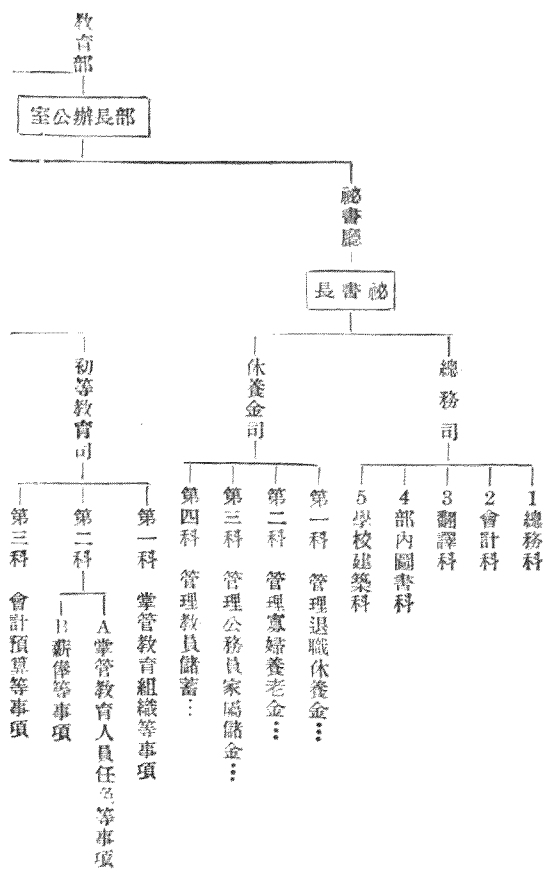 教育部
部長辦公室
祕書廳
祕書長
總務司
1總務科
2會計科
3翻譯科
4部內圖書科
5學校建築科
休養金司
第一科 管理退職休養金…
第二科 管理寡婦養老金…
第三科 管理公務員家屬儲金…
第四科 管理教員儲蓄…
初等教育司
第一科 掌管教育組織等事項
第二科
A掌管教育人員任免等事項
B薪俸等事項
第三科 會計預算等事項